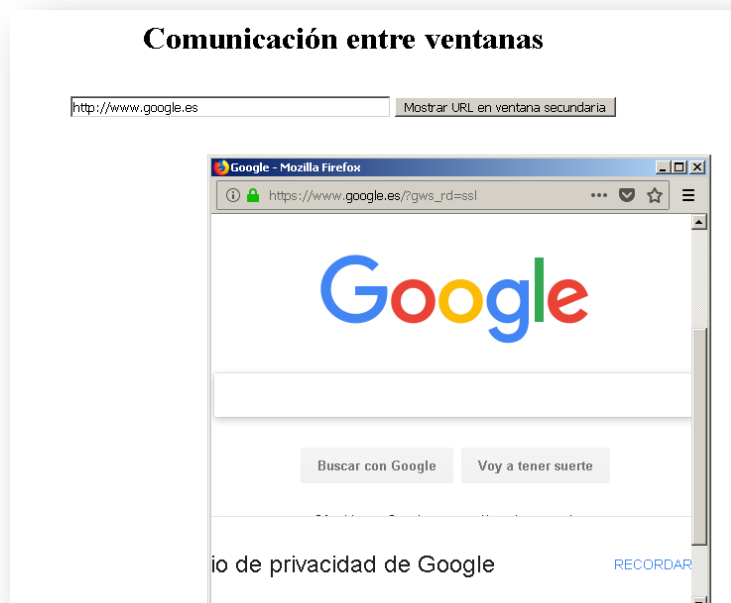 Comunicación entre ventanas
http://www.google.es Mostrar URL en ventana secundaria
Google - Mozilla Firefox
https://www.google.es/?gws_rd=ssl
Google
Buscar con Google Voy a tener suerte
io de privacidad de Google RECORDAR